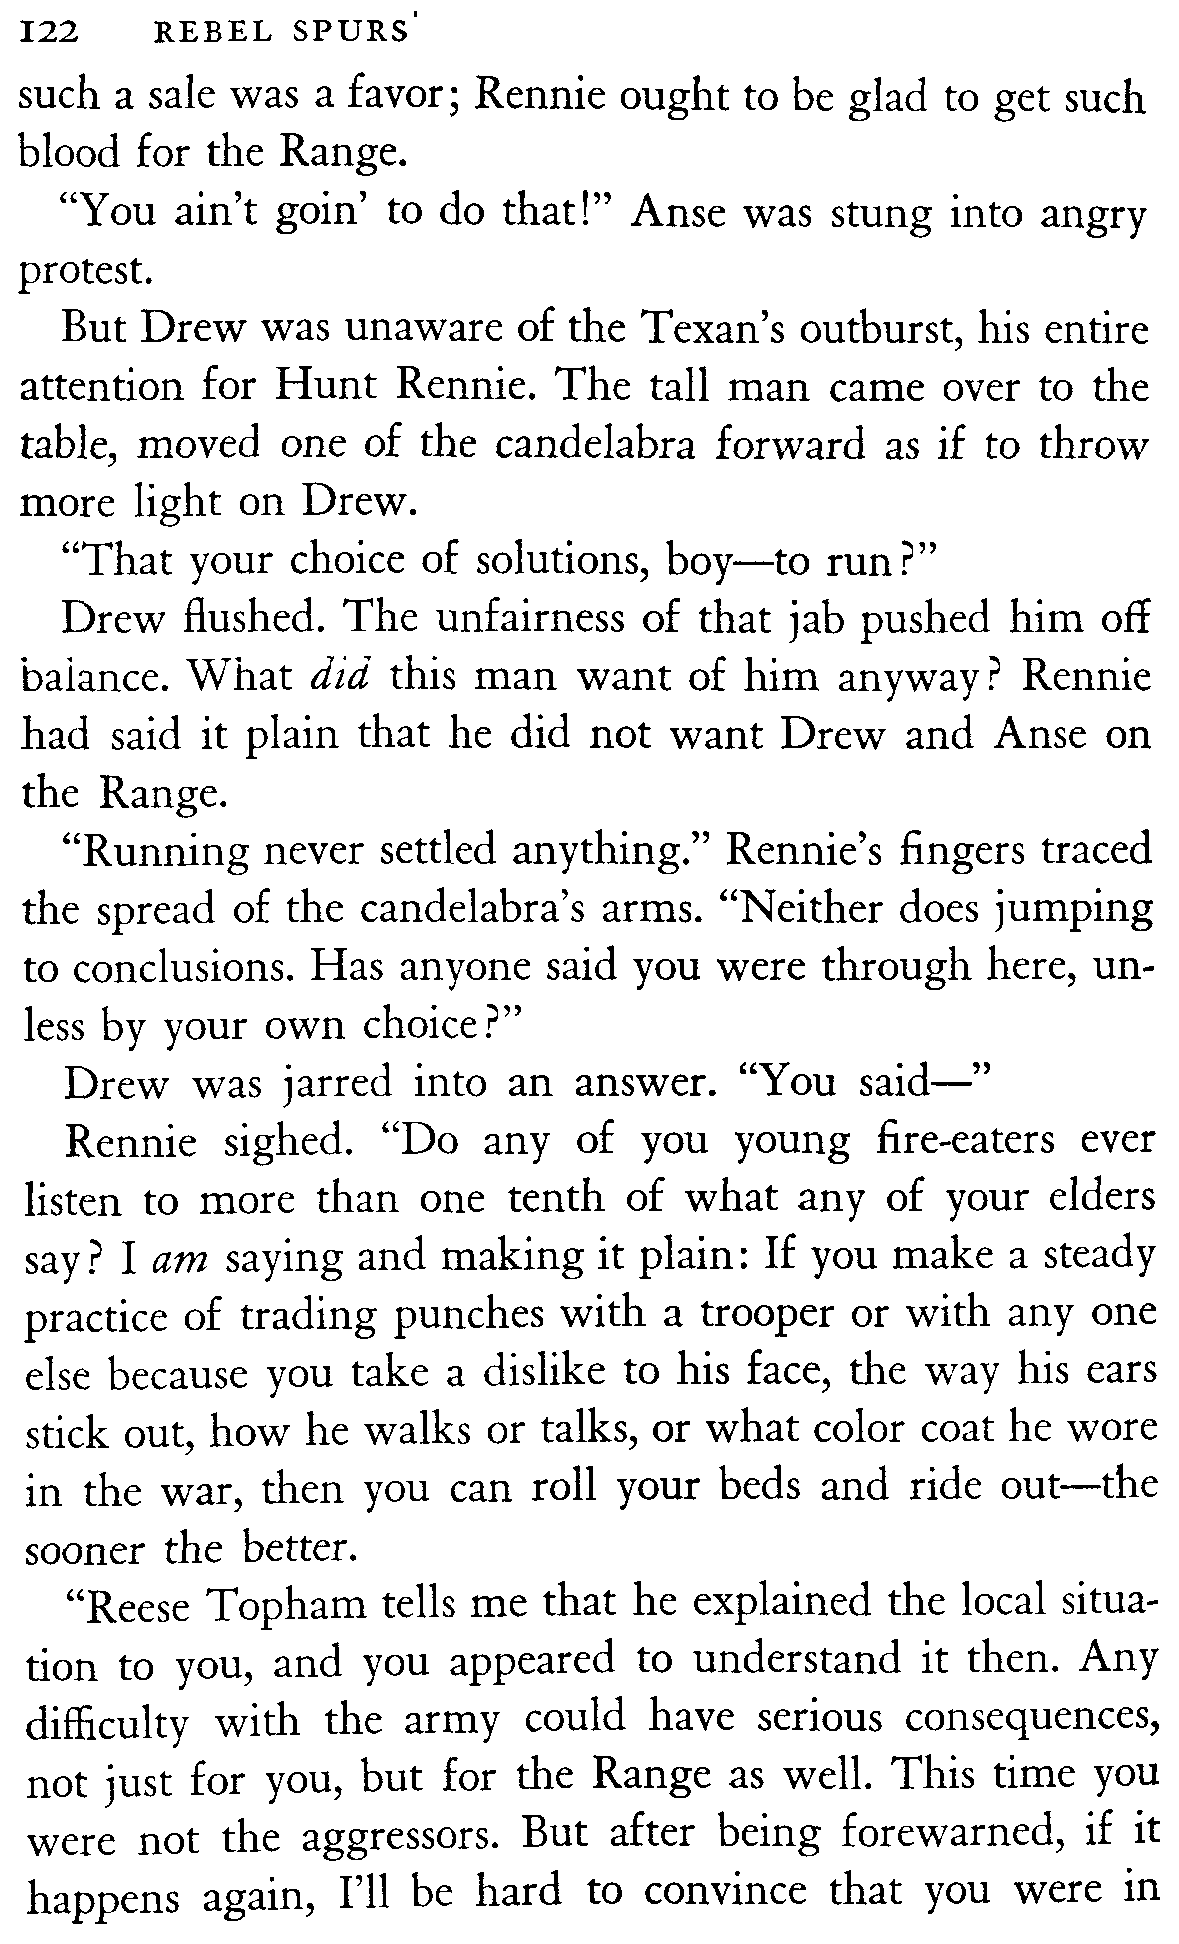 122 REBEL SPURS
such a sale was a favor; Rennie ought to be glad to get such
blood for the Range.
“You ain’t goin’ to do that!” Anse was stung into angry
protest.
But Drew was unaware of the Texan’s outburst, his entire
attention for Hunt Rennie. The tall man came over to the
table, moved one of the candelabra forward as if to throw
more light on Drew.
“That your choice of solutions, boy—to run?”
Drew flushed. The unfairness of that jab pushed him off
balance. What did this man want of him anyway? Rennie
had said it plain that he did not want Drew and Anse on
the Range.
“Running never settled anything.” Rennie’s fingers traced
the spread of the candelabra’s arms. “Neither does jumping
to conclusions. Has anyone said you were through here, un-
less by your own choice?”
Drew was jarred into an answer. “You said—”
Rennie sighed. “Do any of you young fire-eaters ever
listen to more than one tenth of what any of your elders
say? I am saying and making it plain: If you make a steady
practice of trading punches with a trooper or with any one
else because you take a dislike to his face, the way his ears
stick out, how he walks or talks, or what color coat he wore
in the war, then you can roll your beds and ride out—the
sooner the better.
“Reese Topham tells me that he explained the local situa-
tion to you, and you appeared to understand it then. Any
difficulty with the army could have serious consequences,
not just for you, but for the Range as well. This time you
were not the aggressors. But after being forewarned, if it
happens again, I’ll be hard to convince that you were in